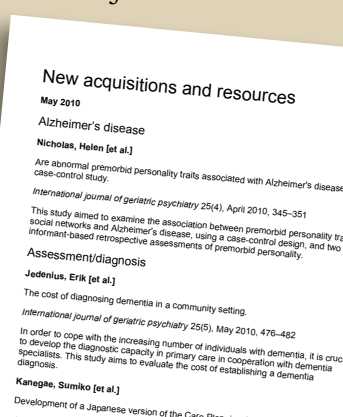 New acquisitions and resources
May 2010
Alzheimer's disease
Nicholas, Helen [et al.]
Are abnormal premorbid personality traits associated with Alzheimer's disease
case-control study.
International journal of geriatric psychiatry 25(4), April 2010, 345–351
This study aimed to examine the association between premorbid personality tra
social networks and Alzheimer's disease, using a case-control design, and two
informant-based retrospective assessments of premorbid personality.
Assessment/diagnosis
Jedenius, Erik [et al.]
The cost of diagnosing dementia in a community setting.
International journal of geriatric psychiatry 25(5), May 2010, 476–482
In order to cope with the increasing number of individuals with dementia, it is cruc
to develop the diagnostic capacity in primary care in cooperation with dementia
specialists. This study aims to evaluate the cost of establishing a dementia
diagnosis.
Kanegae, Sumiko [et al.]
Development of a Japanese version of the Care